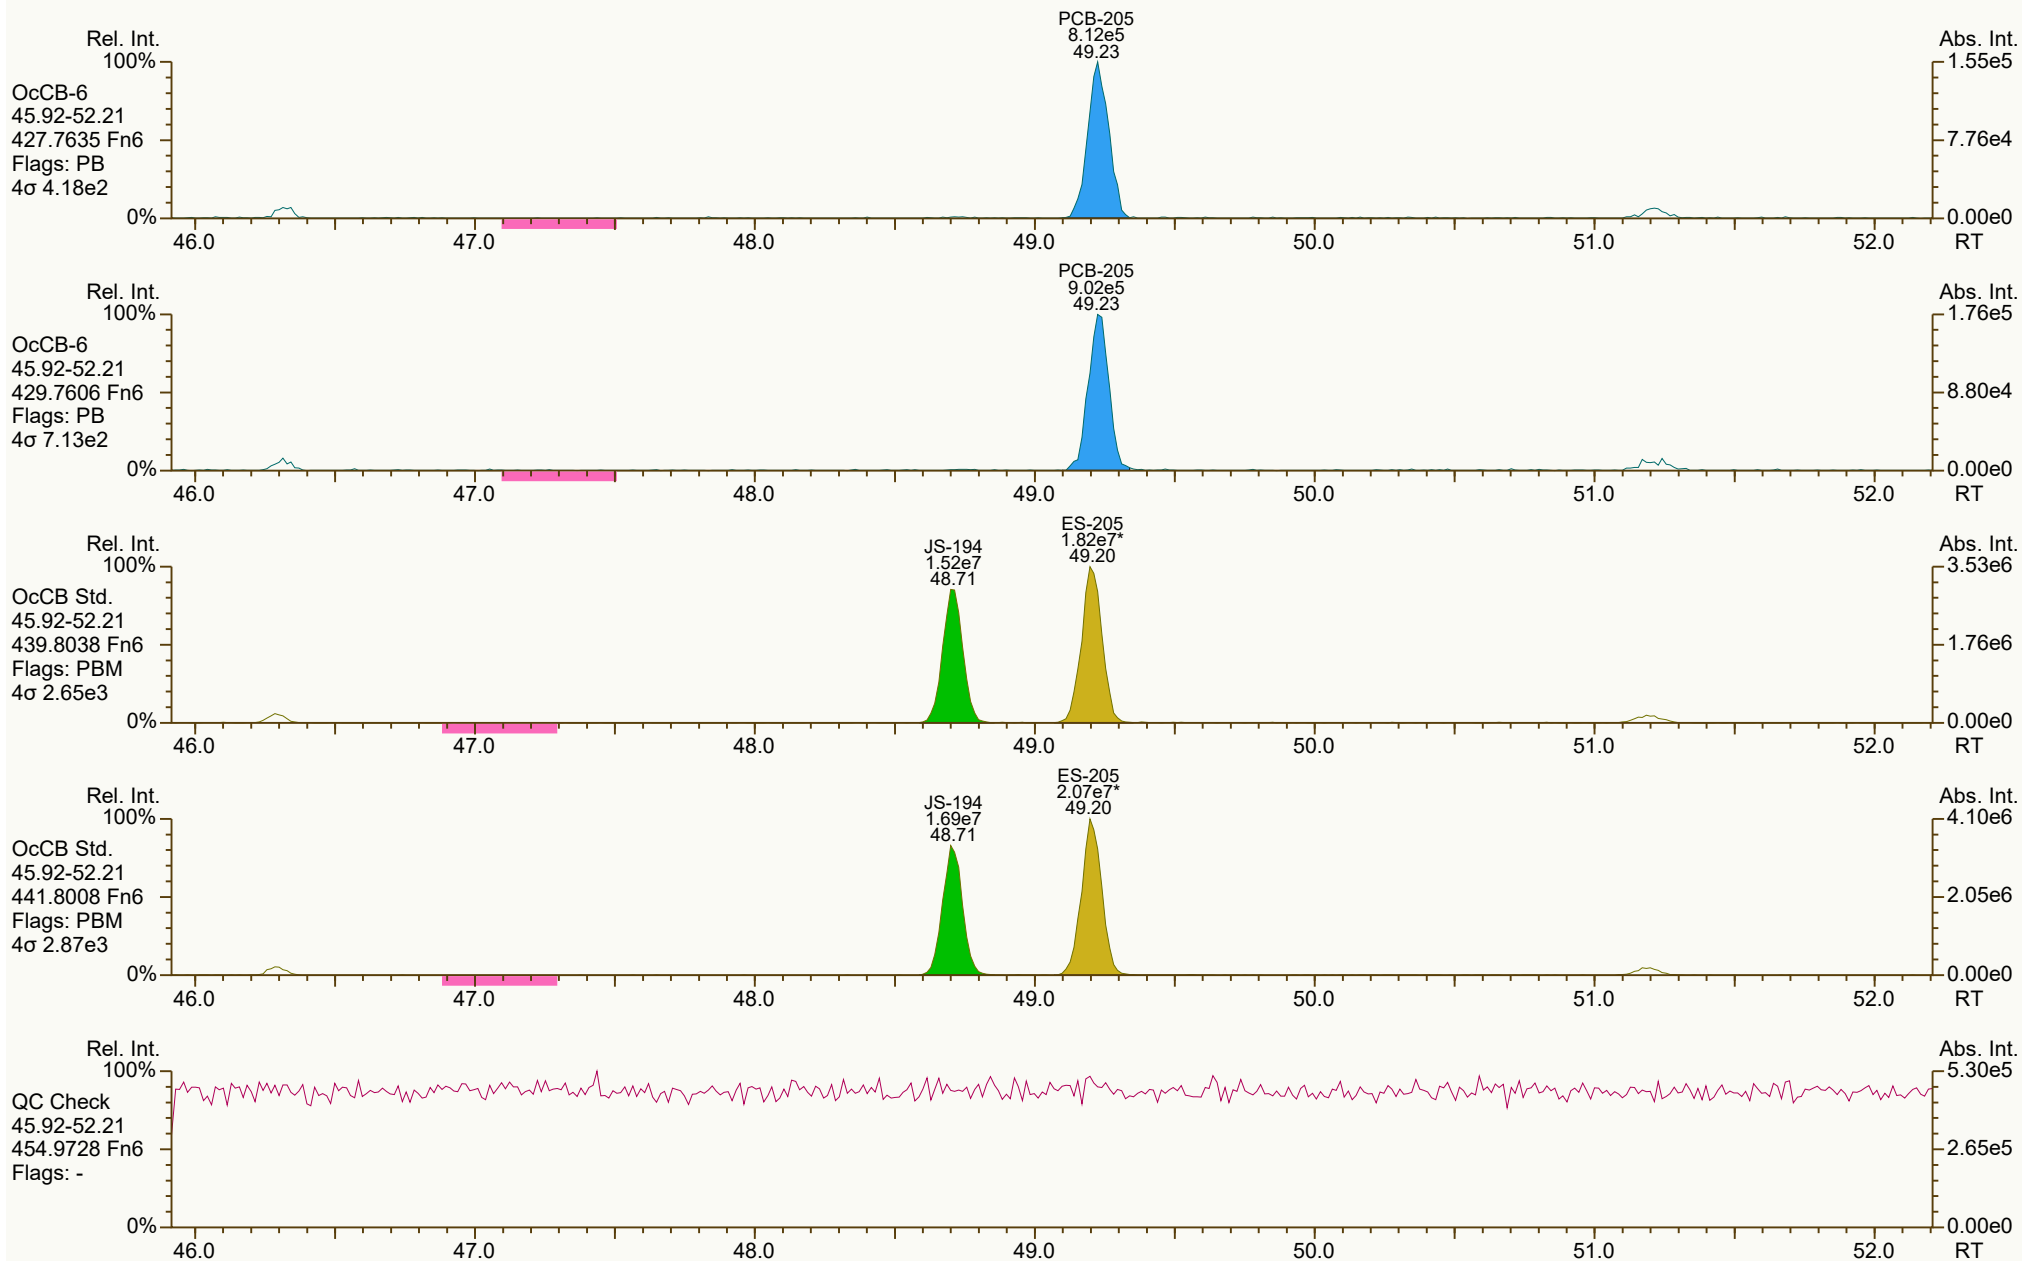 PCB-205
8.12e5
49.23
Rel. Int.
Abs. Int.
100%
1.55e5
OcCB-6
45.92-52.21
427.7635 Fn6
7.76e4
Flags: PB
4σ 4.18e2
0%
0.00e0
46.0 47.0 48.0 49.0 50.0 51.0 52.0 RT
PCB-205
9.02e5
49.23
Rel. Int.
Abs. Int.
100%
1.76e5
OcCB-6
45.92-52.21
429.7606 Fn6
8.80e4
Flags: PB
4σ 7.13e2
0%
0.00e0
46.0 47.0 48.0 49.0 50.0 51.0 52.0 RT
ES-205
1.82e7*
49.20
JS-194
1.52e7
48.71
Rel. Int.
Abs. Int.
100%
3.53e6
OcCB Std.
45.92-52.21
439.8038 Fn6
1.76e6
Flags: PBM
4σ 2.65e3
0%
0.00e0
46.0 47.0 48.0 49.0 50.0 51.0 52.0 RT
ES-205
2.07e7*
49.20
JS-194
1.69e7
48.71
Rel. Int.
Abs. Int.
100%
4.10e6
OcCB Std.
45.92-52.21
441.8008 Fn6
2.05e6
Flags: PBM
4σ 2.87e3
0%
0.00e0
46.0 47.0 48.0 49.0 50.0 51.0 52.0 RT
Rel. Int.
Abs. Int.
100%
5.30e5
QC Check
45.92-52.21
454.9728 Fn6
2.65e5
Flags: -
0%
0.00e0
46.0 47.0 48.0 49.0 50.0 51.0 52.0 RT